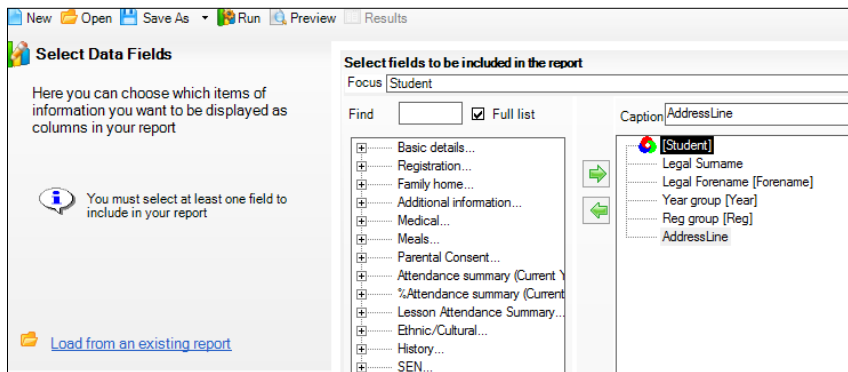 New Open Save As Run Preview Results
Select Data Fields
Here you can choose which items of
information you want to be displayed as
columns in your report
You must select at least one field to
include in your report
Load from an existing report
Select fields to be included in the report
Focus Student
Find Full list
Basic details...
Registration...
Family home...
Additional information...
Medical...
Meals...
Parental Consent...
Attendance summary (Current Y
%Attendance summary (Current
Lesson Attendance Summary...
Ethnic/Cultural...
History...
SEN...
Caption AddressLine
[Student]
Legal Surname
Legal Forename [Forename]
Year group [Year]
Reg group [Reg]
AddressLine